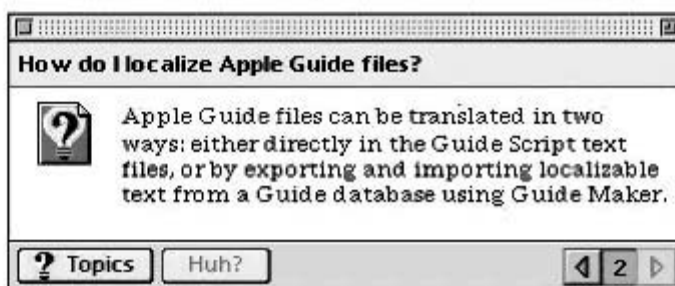 How do I localize Apple Guide files?
Apple Guide files can be translated in two
ways: either directly in the Guide Script text
files, or by exporting and importing localizable
text from a Guide database using Guide Maker.
? Topics Huh? 2